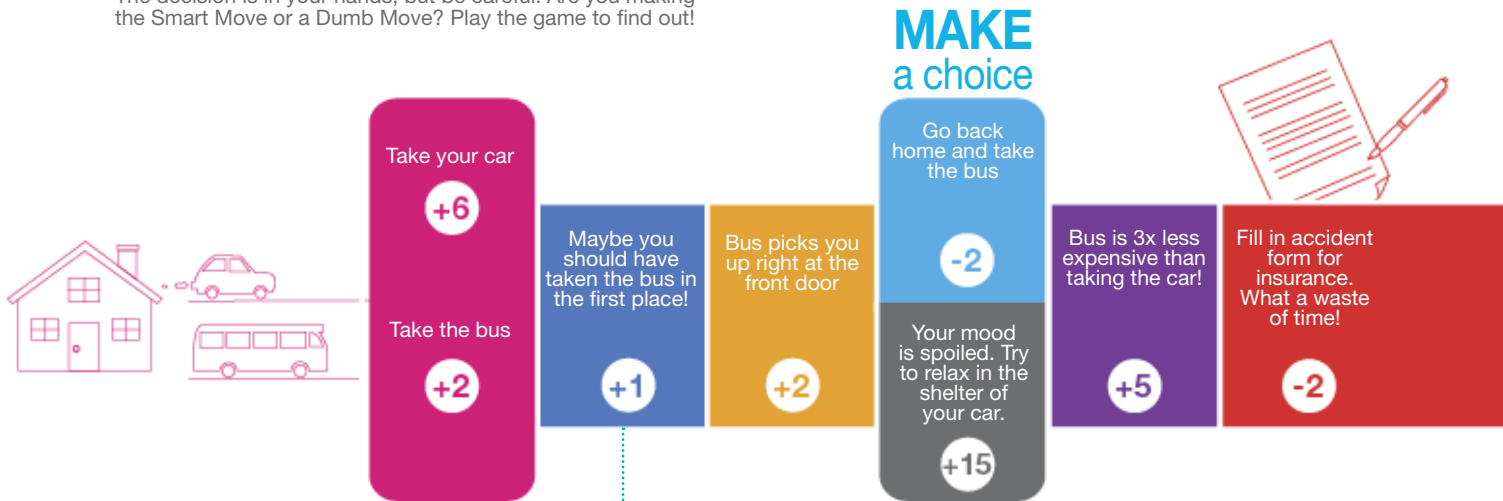 the Smart Move or a Dumb Move? Play the game to find out!
MAKE
a choice
Take your car
+6
Take the bus
+2
Maybe you
should have
taken the bus in
the first place!
+1
Bus picks you
up right at the
front door
+2
Go back
home and take
the bus
-2
Your mood
is spoiled. Try
to relax in the
shelter of
your car.
+15
Bus is 3x less
expensive than
taking the car!
+5
Fill in accident
form for
insurance.
What a waste
of time!
-2